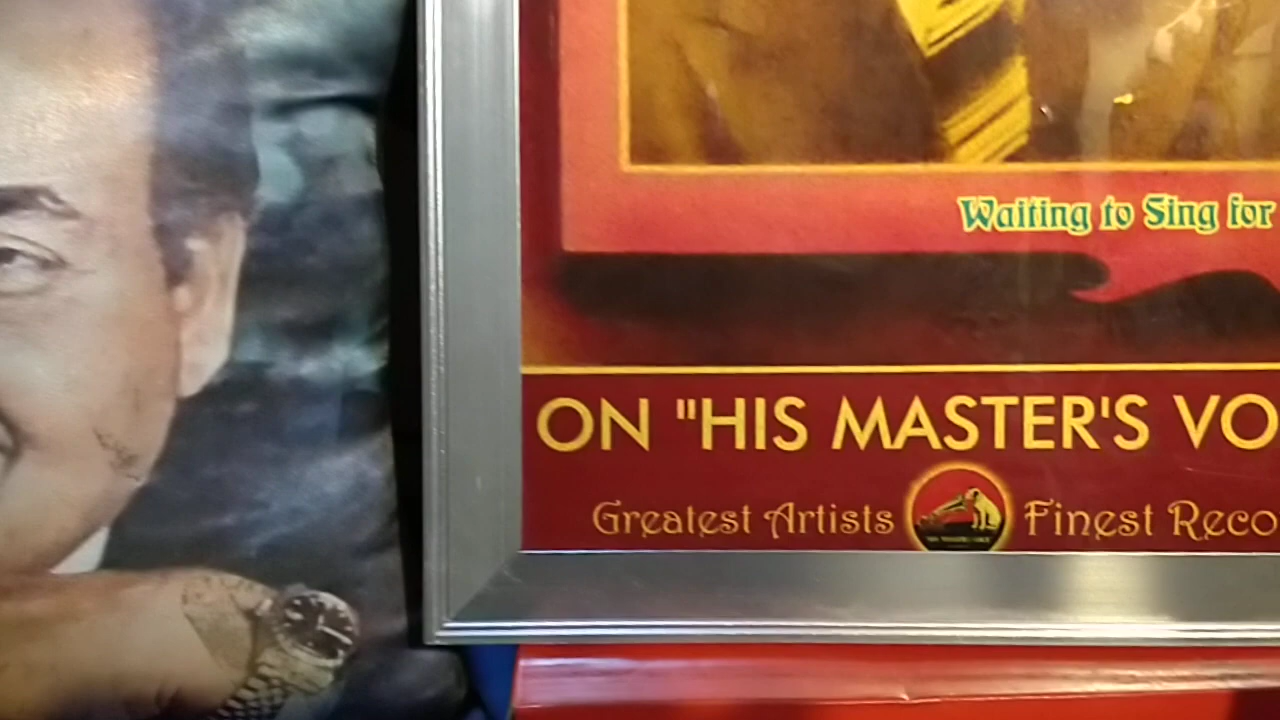 Waiting to Sing for
ON "HIS MASTER'S VO
Greatest Artists Finest Reco